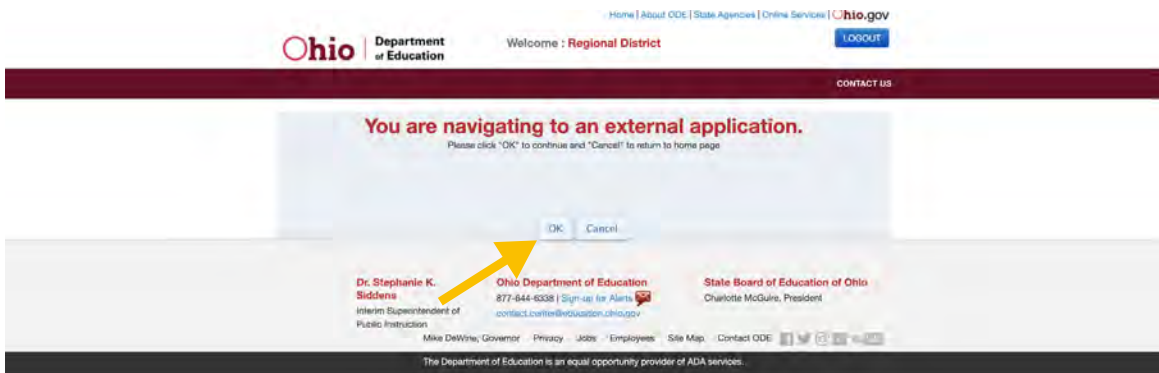 Home | About ODE | State Agencies | Online Services | Ohio.gov
LOGOUT
Ohio Department of Education
Welcome : Regional District
CONTACT US
You are navigating to an external application.
Please click "OK" to continue and "Cancel" to return to home page
OK Cancel
Dr. Stephanie K. Siddens
Interim Superintendent of Public Instruction
Ohio Department of Education
877-644-6338 | Sign-up for Alerts
contact.center@education.ohio.gov
State Board of Education of Ohio
Charlotte McGuire, President
Mike DeWine, Governor Privacy Jobs Employees Site Map Contact ODE
The Department of Education is an equal opportunity provider of ADA services.